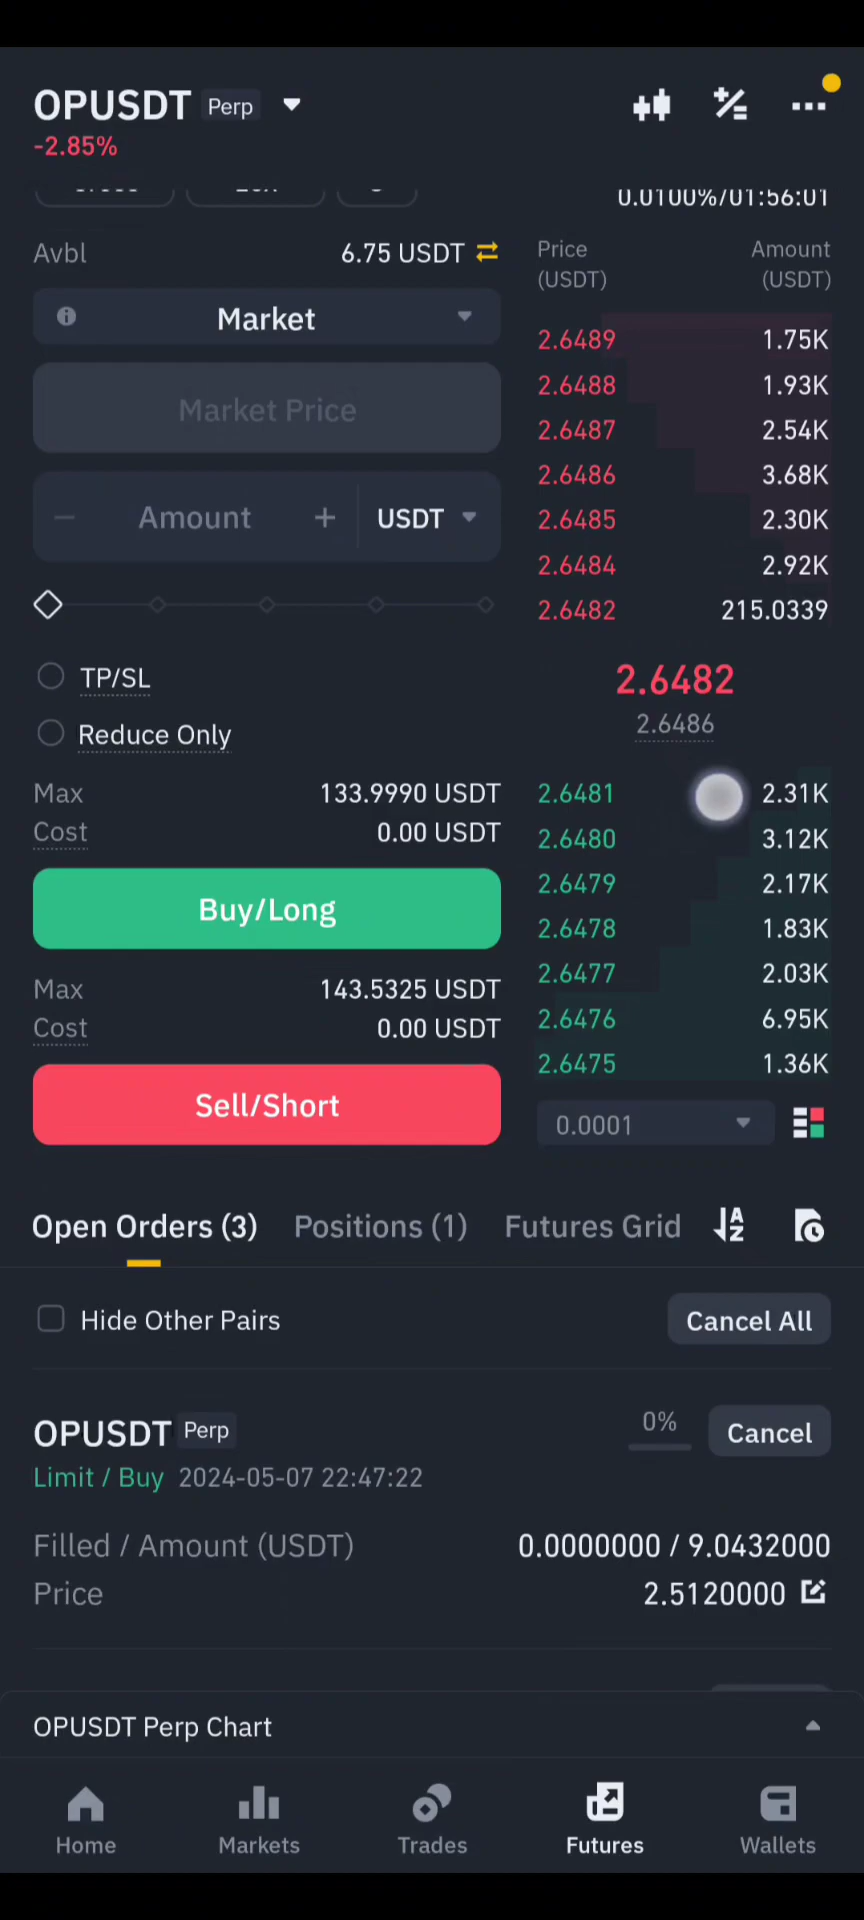 OPUSDT Perp
-2.85%
0.0100%/01:56:01
Avbl 6.75 USDT
Price
(USDT)
Amount
(USDT)
Market
Market Price
Amount USDT
2.6489 1.75K
2.6488 1.93K
2.6487 2.54K
2.6486 3.68K
2.6485 2.30K
2.6484 2.92K
2.6482 215.0339
TP/SL
Reduce Only
2.6482
2.6486
Max 133.9990 USDT
Cost 0.00 USDT
Buy/Long
Max 143.5325 USDT
Cost 0.00 USDT
Sell/Short
2.6481 2.31K
2.6480 3.12K
2.6479 2.17K
2.6478 1.83K
2.6477 2.03K
2.6476 6.95K
2.6475 1.36K
0.0001
Open Orders (3) Positions (1) Futures Grid
Hide Other Pairs Cancel All
OPUSDT Perp 0% Cancel
Limit / Buy 2024-05-07 22:47:22
Filled / Amount (USDT) 0.0000000 / 9.0432000
Price 2.5120000
OPUSDT Perp Chart
Home Markets Trades Futures Wallets